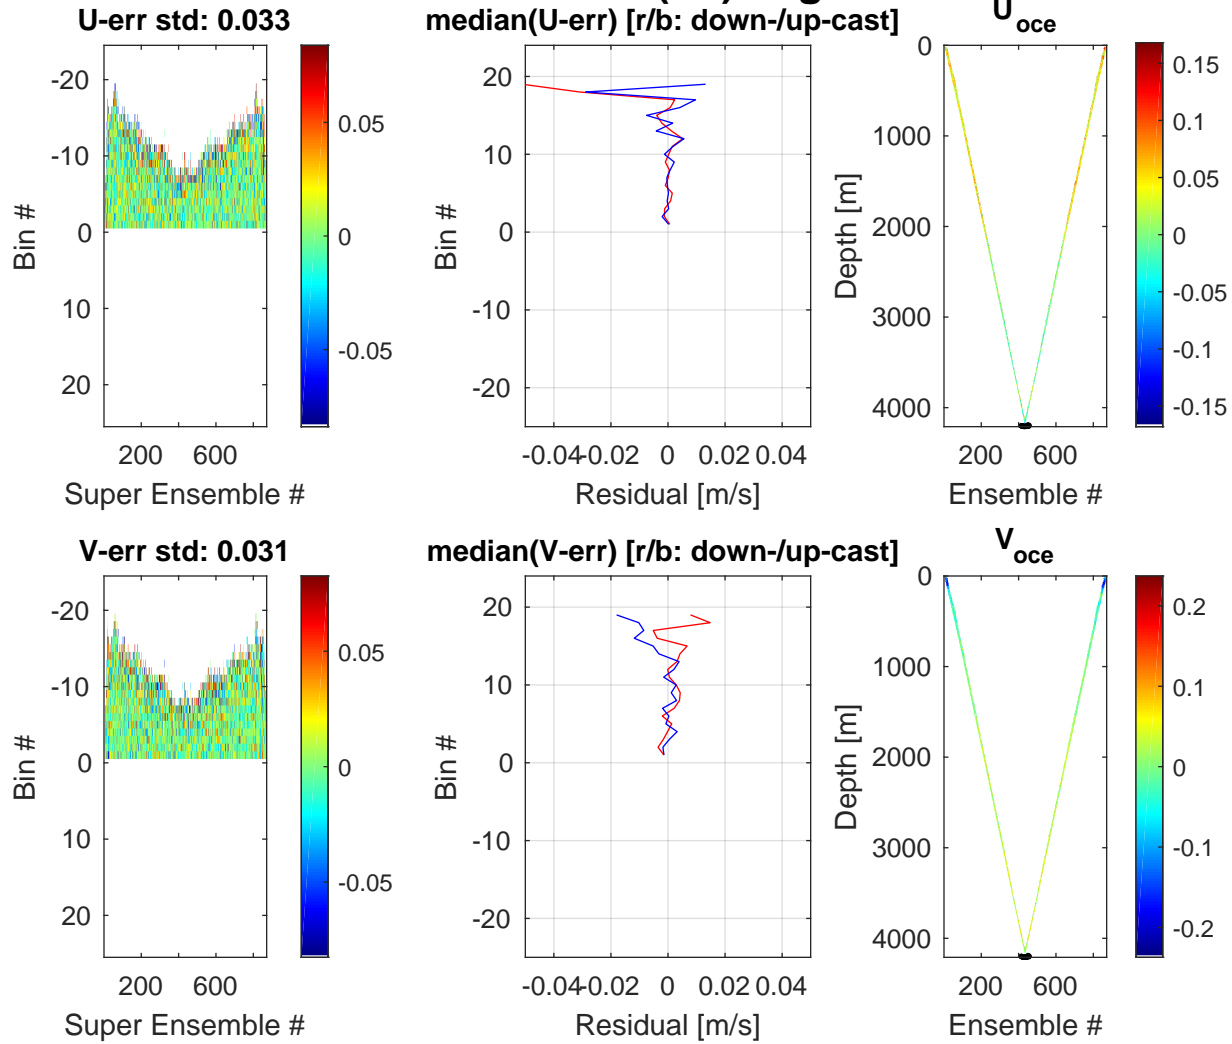 U-err std: 0.033
-20
-10
0
10
20
Bin #
200 600
Super Ensemble #
0.05
0
-0.05
median(U-err) [r/b: down-/up-cast]
20
10
0
-10
-20
Bin #
-0.04 -0.02 0 0.02 0.04
Residual [m/s]
U
oce
0
1000
2000
3000
4000
Depth [m]
200 600
Ensemble #
0.15
0.1
0.05
0
-0.05
-0.1
-0.15
V-err std: 0.031
-20
-10
0
10
20
Bin #
200 600
Super Ensemble #
0.05
0
-0.05
median(V-err) [r/b: down-/up-cast]
20
10
0
-10
-20
Bin #
-0.04 -0.02 0 0.02 0.04
Residual [m/s]
V
oce
0
1000
2000
3000
4000
Depth [m]
200 600
Ensemble #
0.2
0.1
0
-0.1
-0.2